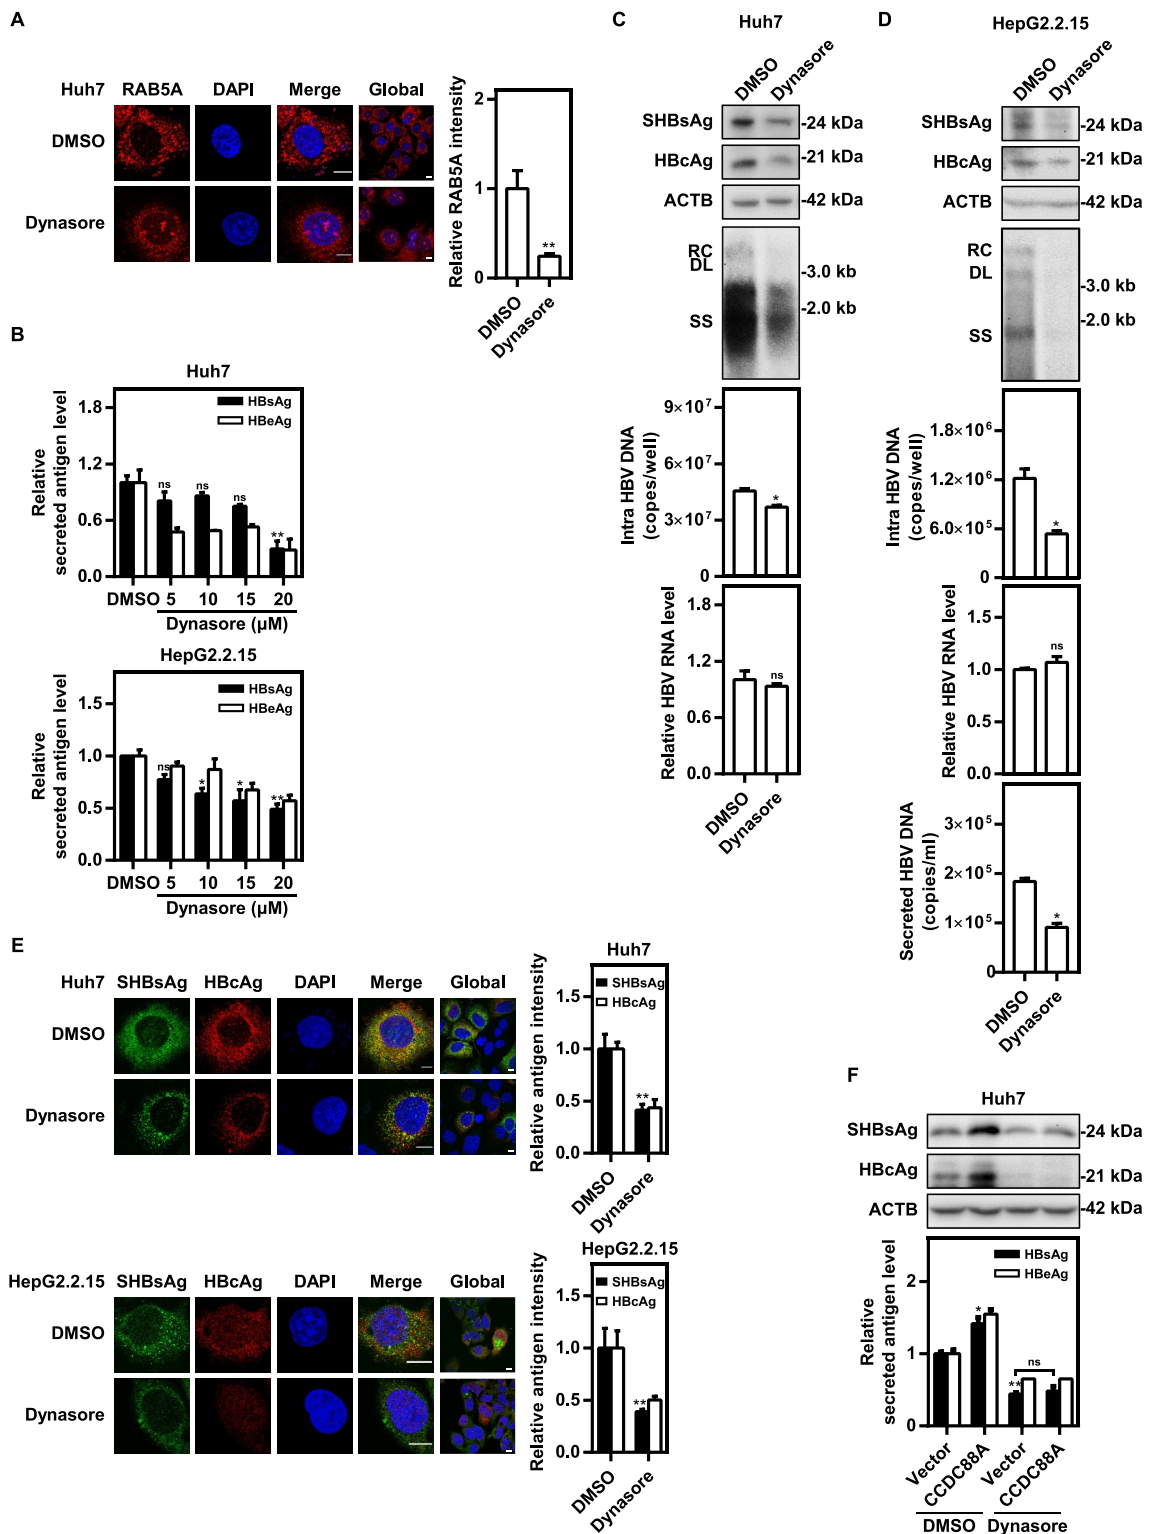 A
Huh7 RAB5A DAPI Merge Global
DMSO
Dynasore
Relative RAB5A intensity
2
1
0
DMSO
Dynasore
**
B
Huh7
Relative
secreted antigen level
1.8
1.2
0.6
0.0
HBsAg
HBeAg
ns ns ns **
DMSO 5 10 15 20
Dynasore (µM)
HepG2.2.15
Relative
secreted antigen level
1.5
1.0
0.5
0.0
HBsAg
HBeAg
ns * * **
DMSO 5 10 15 20
Dynasore (µM)
C
Huh7
DMSO
Dynasore
SHBsAg -24 kDa
HBcAg -21 kDa
ACTB -42 kDa
RC
DL
-3.0 kb
-2.0 kb
SS
Intra HBV DNA
(copes/well)
9×10⁷
6×10⁷
3×10⁷
0
*
Relative HBV RNA level
1.8
1.2
0.6
0.0
ns
DMSO
Dynasore
D
HepG2.2.15
DMSO
Dynasore
SHBsAg -24 kDa
HBcAg -21 kDa
ACTB -42 kDa
RC
DL
-3.0 kb
-2.0 kb
SS
Intra HBV DNA
(copes/well)
1.8×10⁶
1.2×10⁶
6.0×10⁵
0
*
Relative HBV RNA level
1.5
1.0
0.5
0.0
ns
Secreted HBV DNA
(copies/ml)
3×10⁵
2×10⁵
1×10⁵
0
*
DMSO
Dynasore
E
Huh7 SHBsAg HBcAg DAPI Merge Global
DMSO
Dynasore
Huh7
Relative antigen intensity
1.5
1.0
0.5
0.0
SHBsAg
HBcAg
**
DMSO
Dynasore
HepG2.2.15 SHBsAg HBcAg DAPI Merge Global
DMSO
Dynasore
HepG2.2.15
Relative antigen intensity
1.5
1.0
0.5
0.0
SHBsAg
HBcAg
**
DMSO
Dynasore
F
Huh7
SHBsAg -24 kDa
HBcAg -21 kDa
ACTB -42 kDa
Relative
secreted antigen level
2
1
0
HBsAg
HBeAg
*
**
ns
Vector
CCDC88A
Vector
CCDC88A
DMSO Dynasore